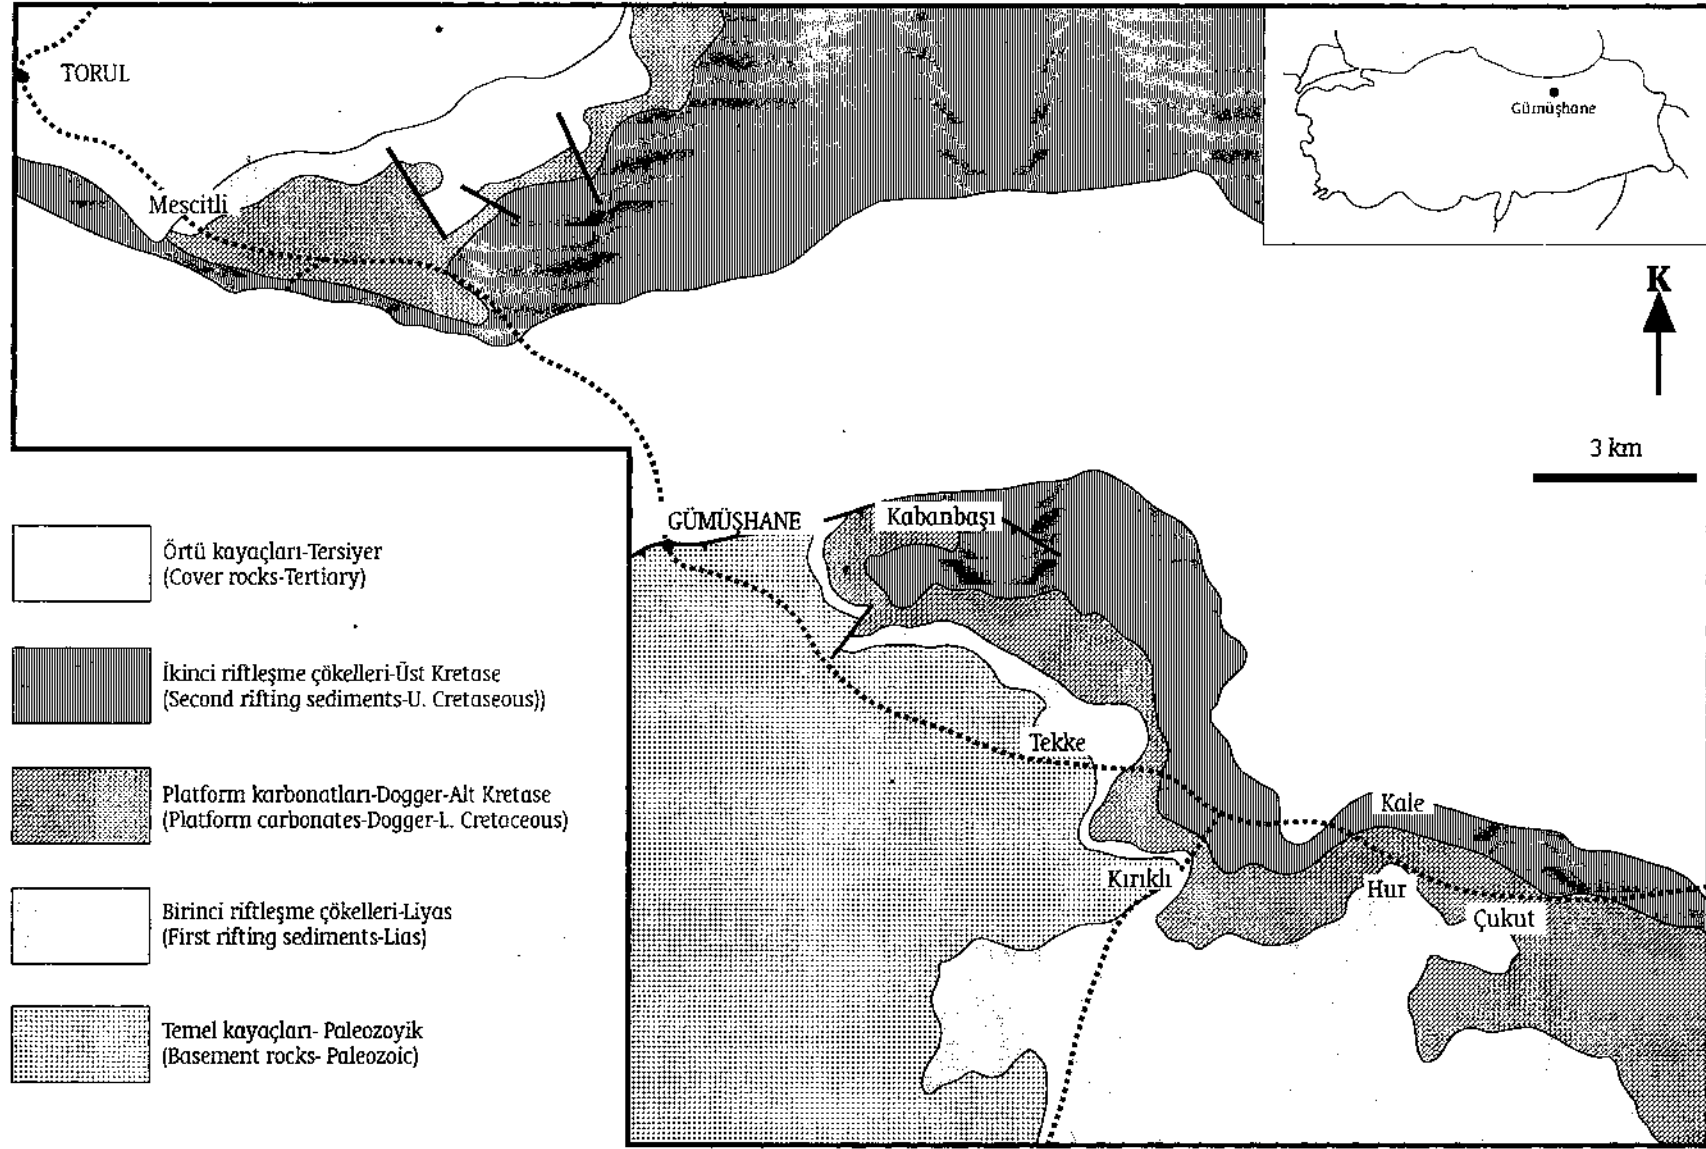 TORUL
Mescitli
Gümüşhane
K
3 km
GÜMÜŞHANE
Kabanbaşı
Tekke
Kale
Kırıklı
Hur
Çukut
Örtü kayaçları-Tersiyer
(Cover rocks-Tertiary)
İkinci riftleşme çökelleri-Üst Kretase
(Second rifting sediments-U. Cretaseous))
Platform karbonatları-Dogger-Alt Kretase
(Platform carbonates-Dogger-L. Cretaceous)
Birinci riftleşme çökelleri-Liyas
(First rifting sediments-Lias)
Temel kayaçları- Paleozoyik
(Basement rocks- Paleozoic)